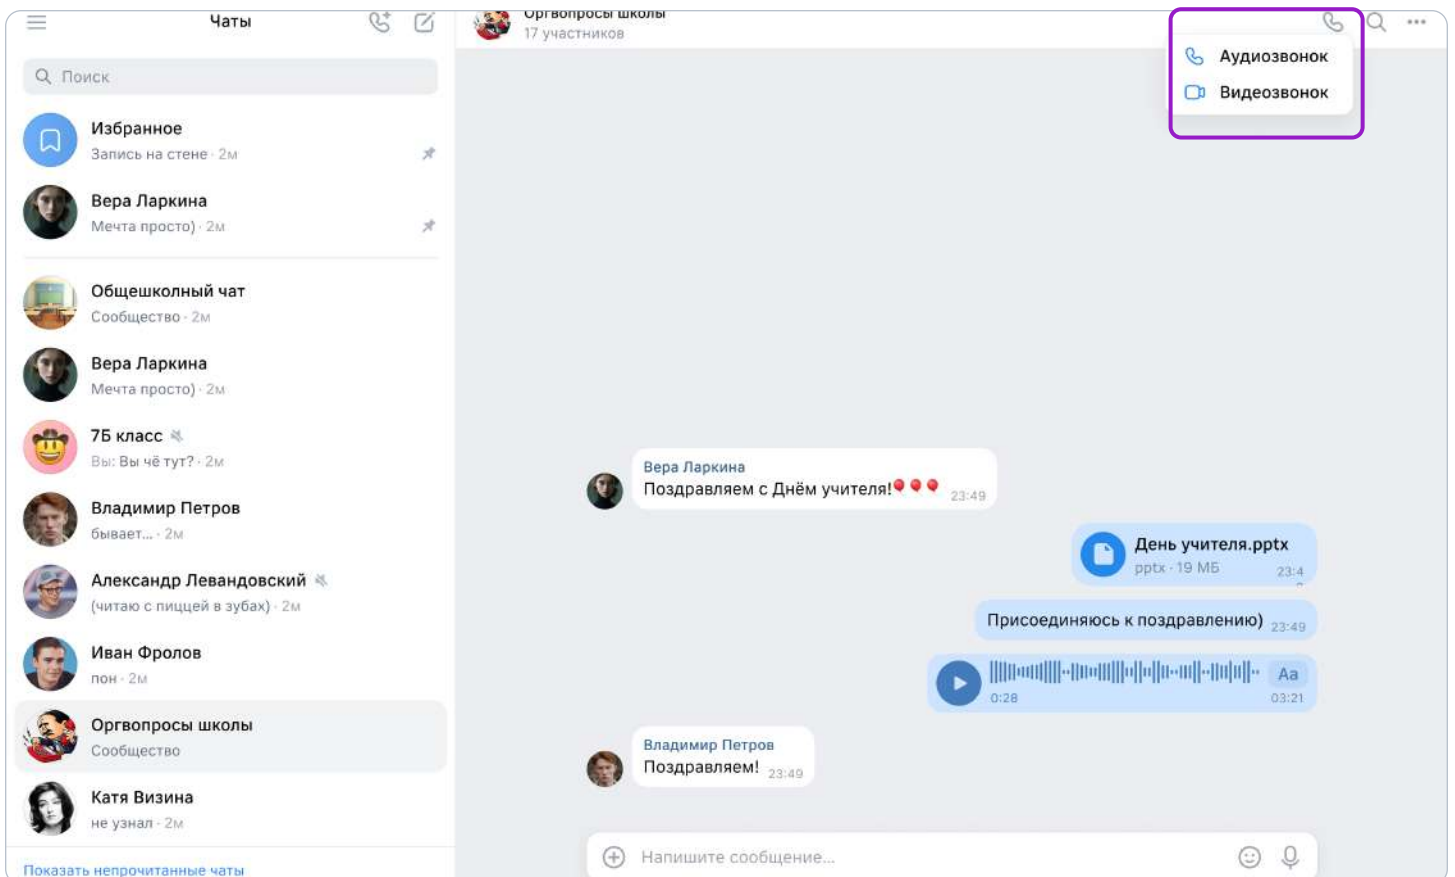 Чаты
Поиск
Избранное
Запись на стене · 2м
Вера Ларкина
Мечта просто) · 2м
Общешколный чат
Сообщество · 2м
Вера Ларкина
Мечта просто) · 2м
7Б класс
Вы: Вы чё тут? · 2м
Владимир Петров
бывает... · 2м
Александр Левандовский
(читаю с пиццей в зубах) · 2м
Иван Фролов
пон · 2м
Оргвопросы школы
Сообщество
Катя Визина
не узнал · 2м
Показать непрочитанные чаты
Оргвопросы школы
17 участников
Аудиозвонок
Видеозвонок
Вера Ларкина
Поздравляем с Днём учителя! 23:49
День учителя.pptx
pptx · 19 МБ 23:4
Присоединяюсь к поздравлению) 23:49
Aa
0:28 03:21
Владимир Петров
Поздравляем! 23:49
Напишите сообщение...